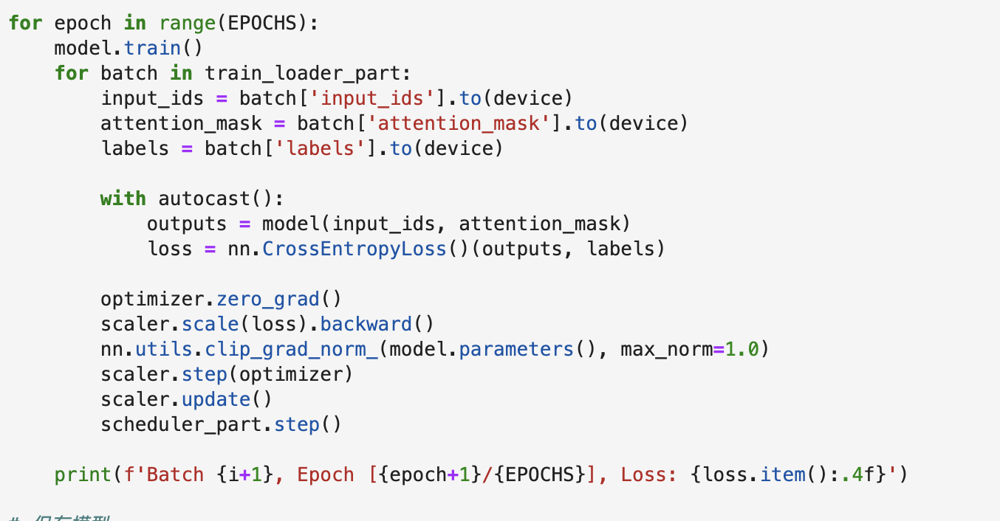 for epoch in range(EPOCHS):
    model.train()
    for batch in train_loader_part:
        input_ids = batch['input_ids'].to(device)
        attention_mask = batch['attention_mask'].to(device)
        labels = batch['labels'].to(device)

        with autocast():
            outputs = model(input_ids, attention_mask)
            loss = nn.CrossEntropyLoss()(outputs, labels)

        optimizer.zero_grad()
        scaler.scale(loss).backward()
        nn.utils.clip_grad_norm_(model.parameters(), max_norm=1.0)
        scaler.step(optimizer)
        scaler.update()
        scheduler_part.step()

    print(f'Batch {i+1}, Epoch [{epoch+1}/{EPOCHS}], Loss: {loss.item():.4f}')